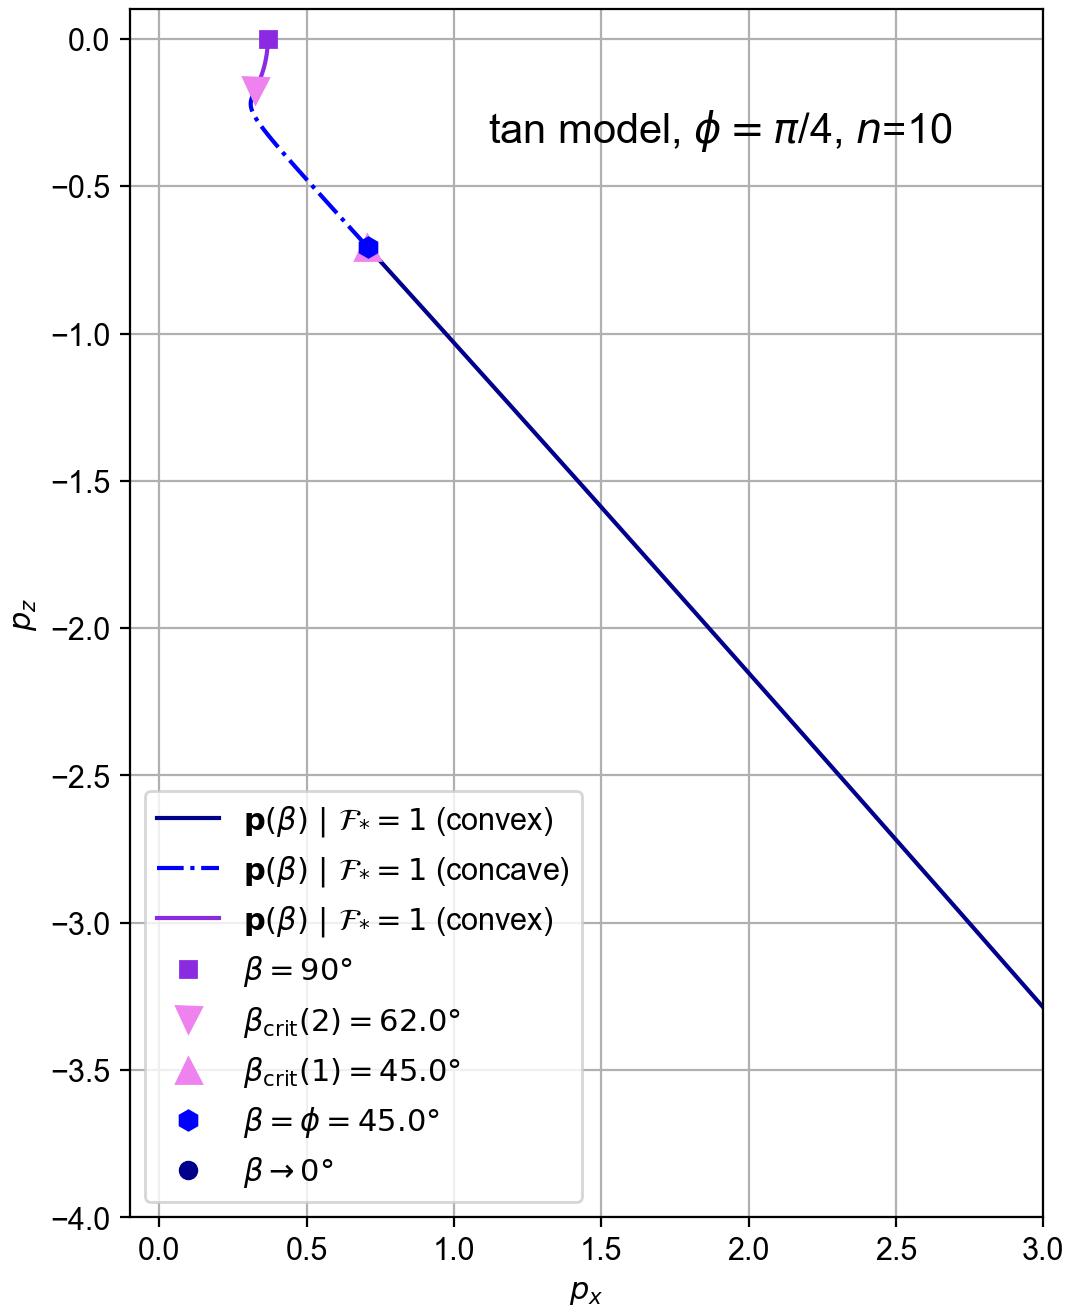 0.0
−0.5
−1.0
−1.5
−2.0
−2.5
−3.0
−3.5
−4.0
p_z
tan model, ϕ = π/4, n=10
p(β) | ℱ* = 1 (convex)
p(β) | ℱ* = 1 (concave)
p(β) | ℱ* = 1 (convex)
β = 90°
β_crit(2) = 62.0°
β_crit(1) = 45.0°
β = ϕ = 45.0°
β → 0°
0.0 0.5 1.0 1.5 2.0 2.5 3.0
p_x